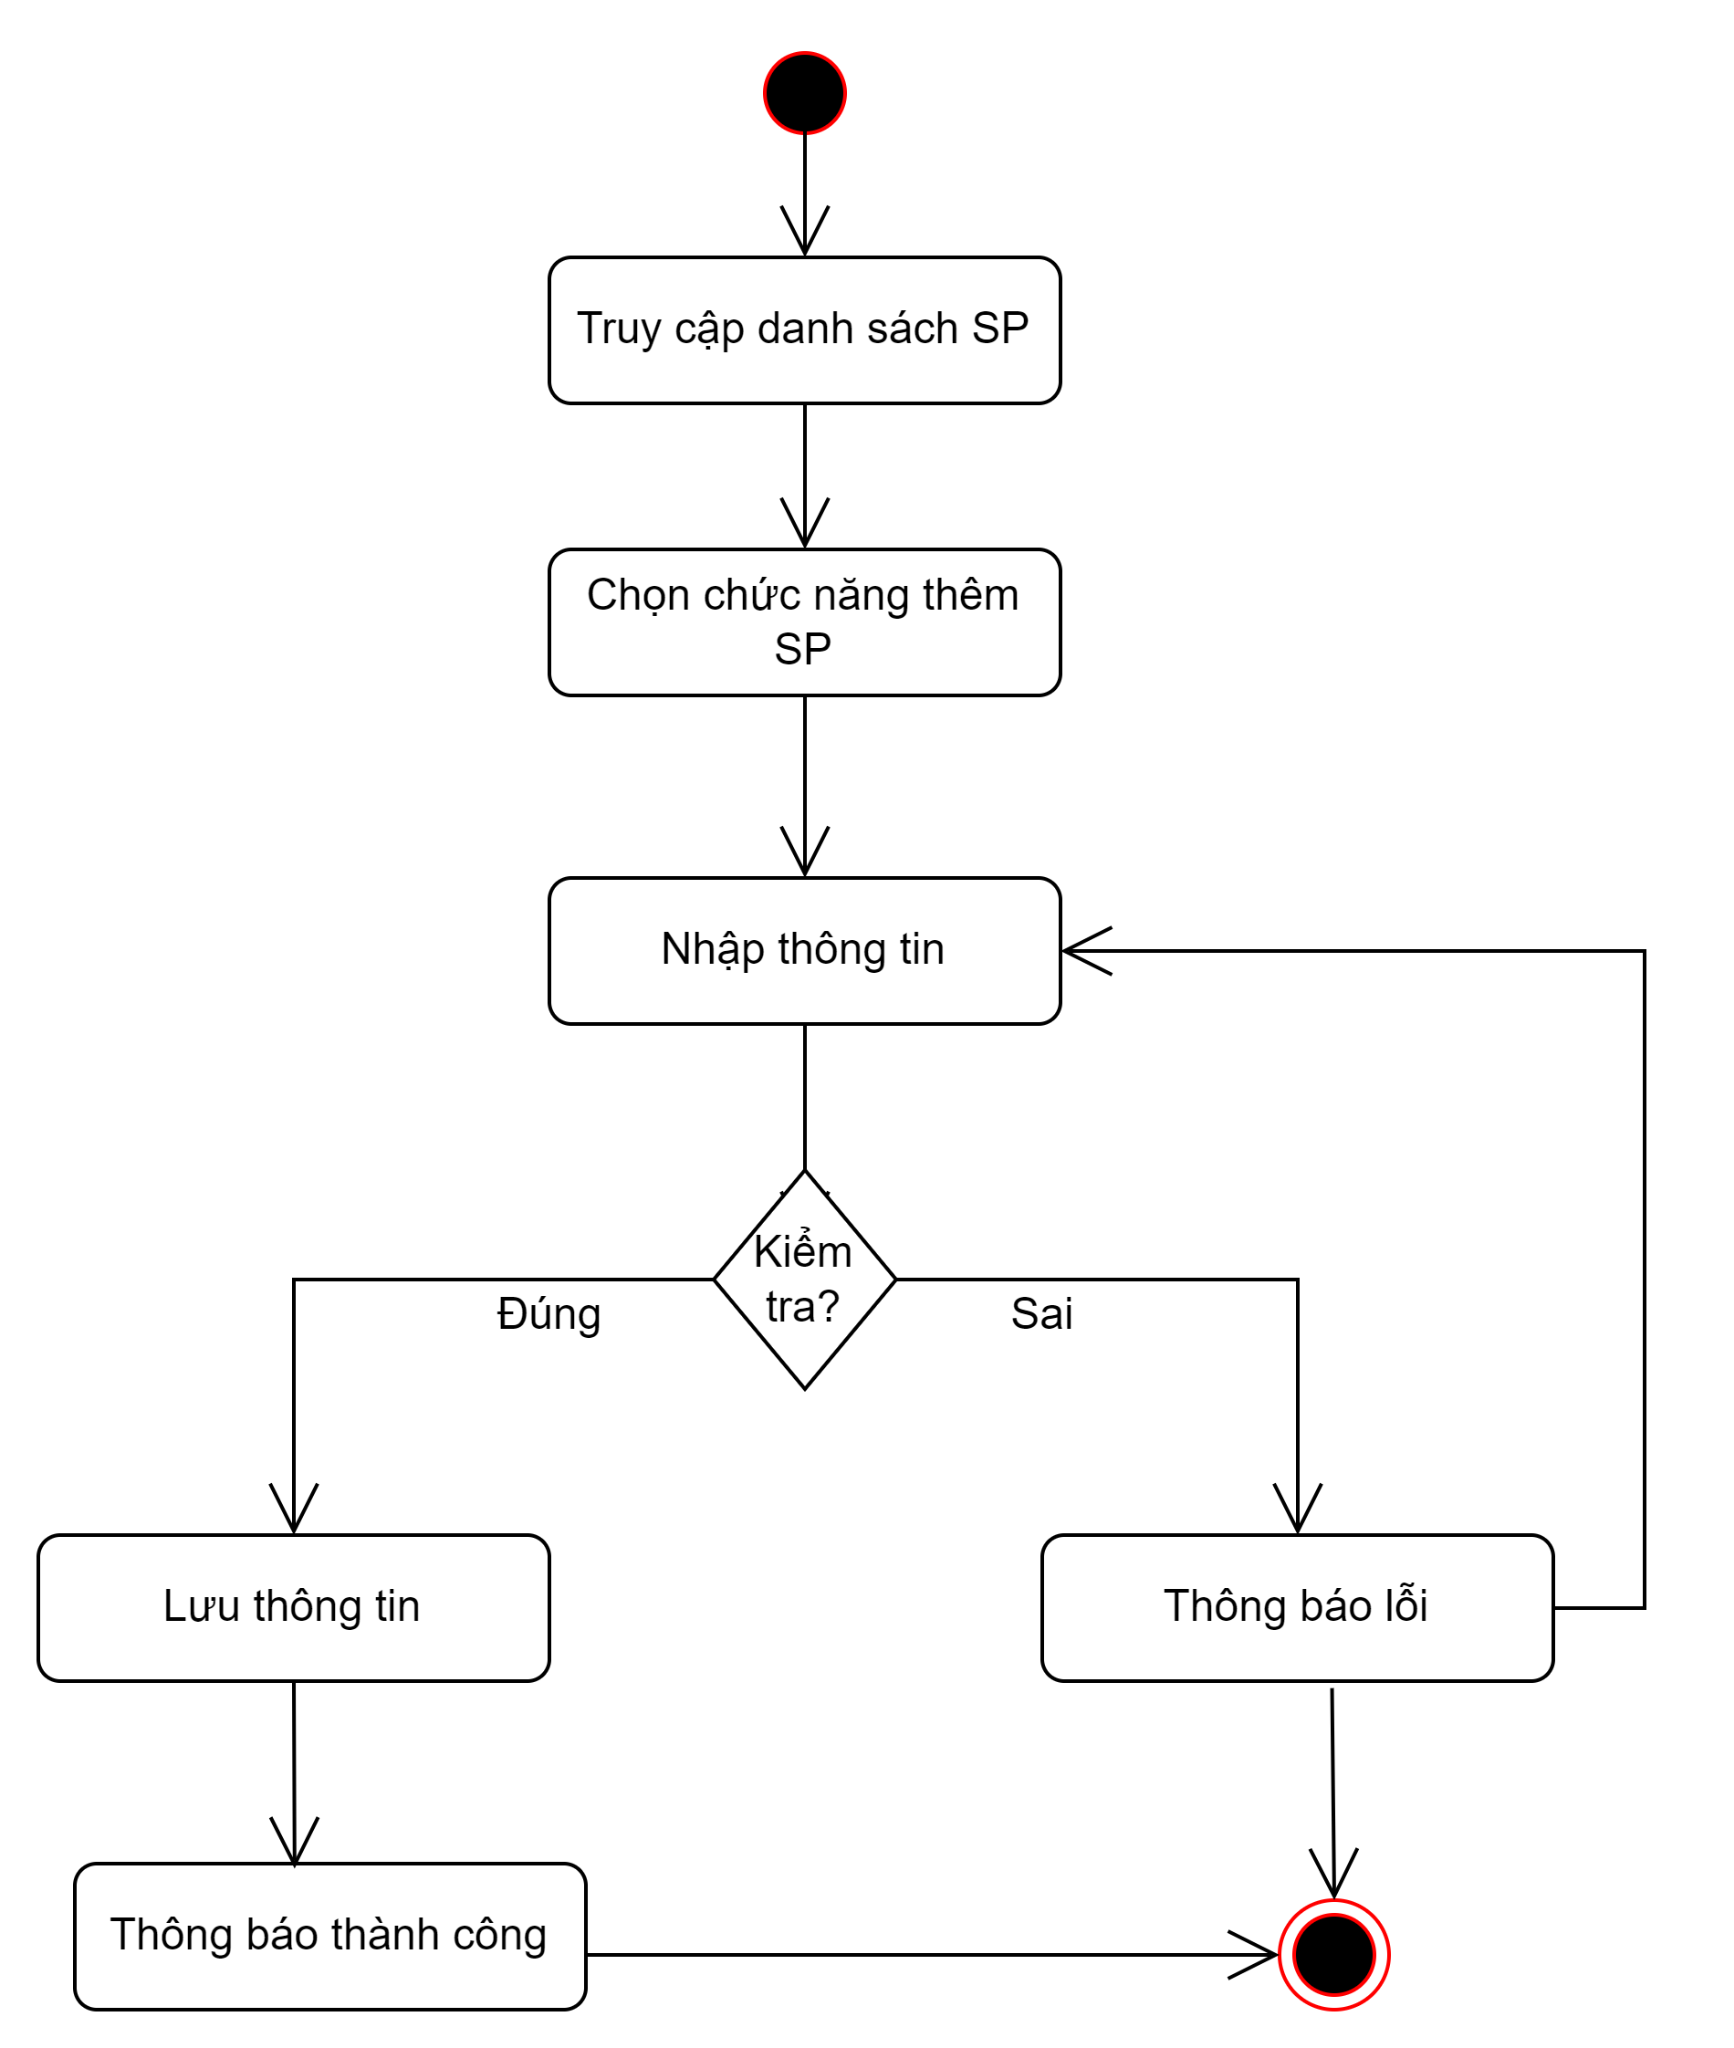 Truy cập danh sách SP
Chọn chức năng thêm
SP
Nhập thông tin
Kiểm
tra?
Đúng
Sai
Lưu thông tin
Thông báo lỗi
Thông báo thành công